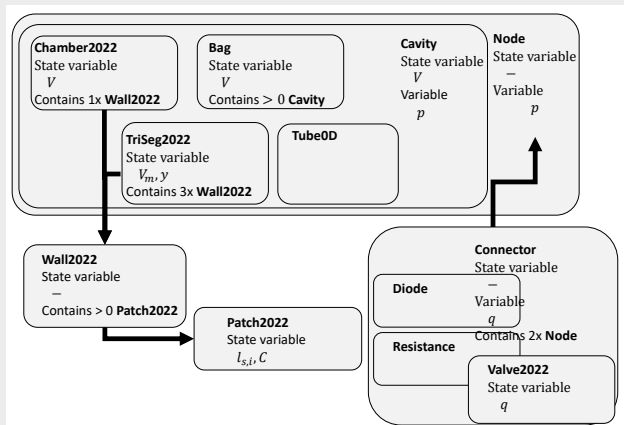 Chamber2022
State variable
V
Contains 1x Wall2022
Bag
State variable
V
Contains > 0 Cavity
Cavity
State variable
V
Variable
p
Node
State variable
−
Variable
p
TriSeg2022
State variable
Vₘ, y
Contains 3x Wall2022
Tube0D
Wall2022
State variable
−
Contains > 0 Patch2022
Patch2022
State variable
lₛ,ᵢ, C
Connector
State variable
−
Variable
q
Contains 2x Node
Diode
Resistance
Valve2022
State variable
q